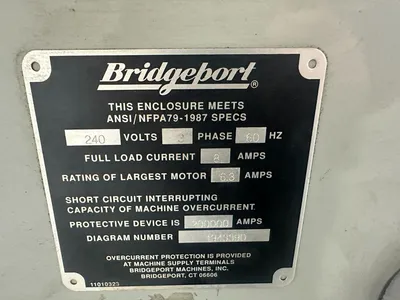 Bridgeport®
THIS ENCLOSURE MEETS
ANSI/NFPA79-1987 SPECS
240 VOLTS 3 PHASE 60 HZ
FULL LOAD CURRENT 8 AMPS
RATING OF LARGEST MOTOR 6.3 AMPS
SHORT CIRCUIT INTERRUPTING
CAPACITY OF MACHINE OVERCURRENT
PROTECTIVE DEVICE IS 200000 AMPS
DIAGRAM NUMBER
OVERCURRENT PROTECTION IS PROVIDED
AT MACHINE SUPPLY TERMINALS
BRIDGEPORT MACHINES, INC.
BRIDGEPORT, CT 06606
11010323